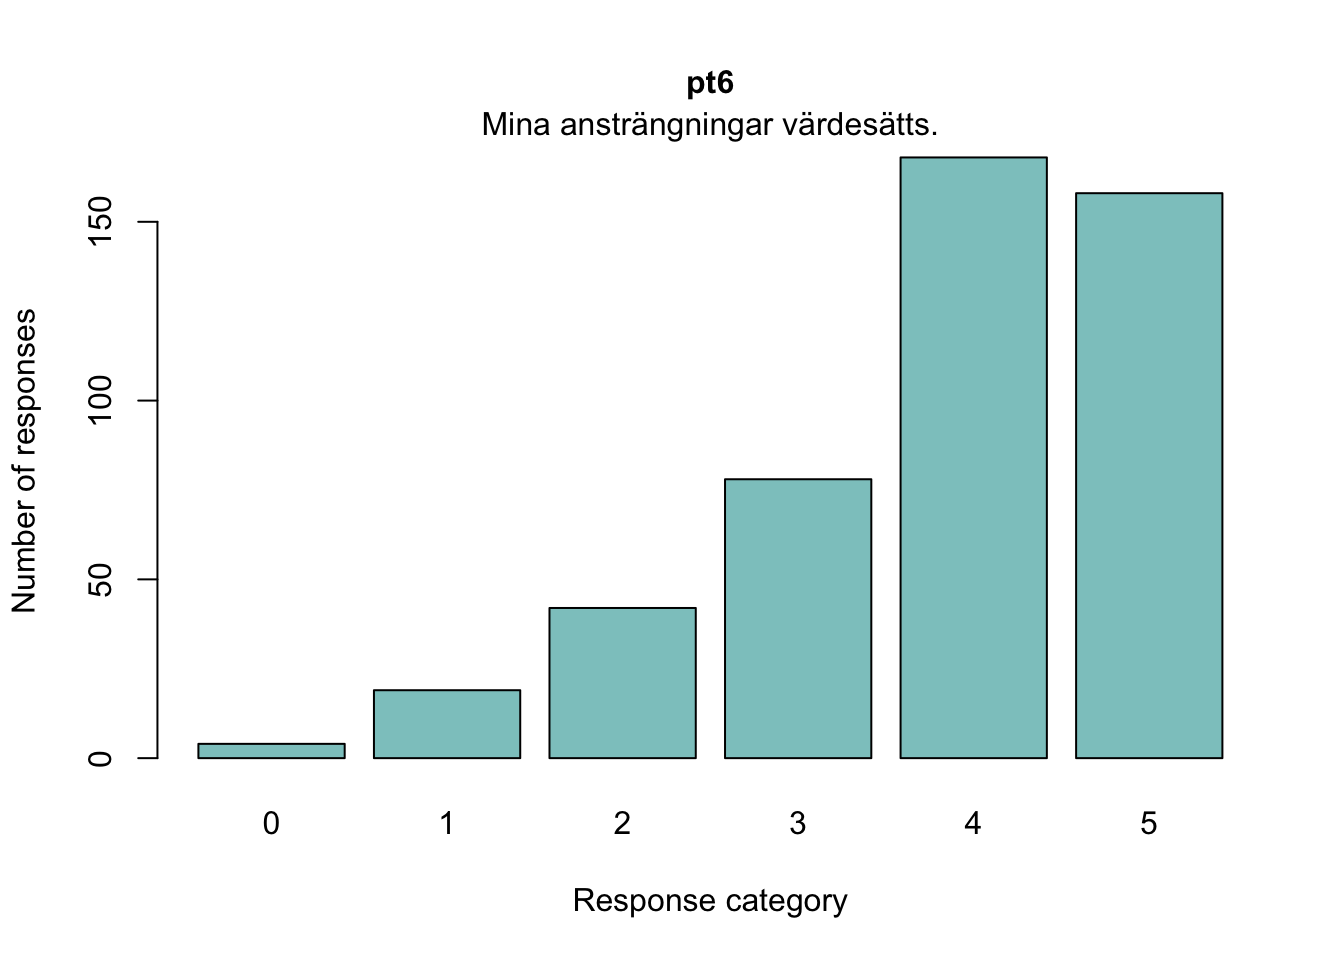 pt6
Mina ansträngningar värdesätts.
Number of responses
150
100
50
0
0 1 2 3 4 5
Response category